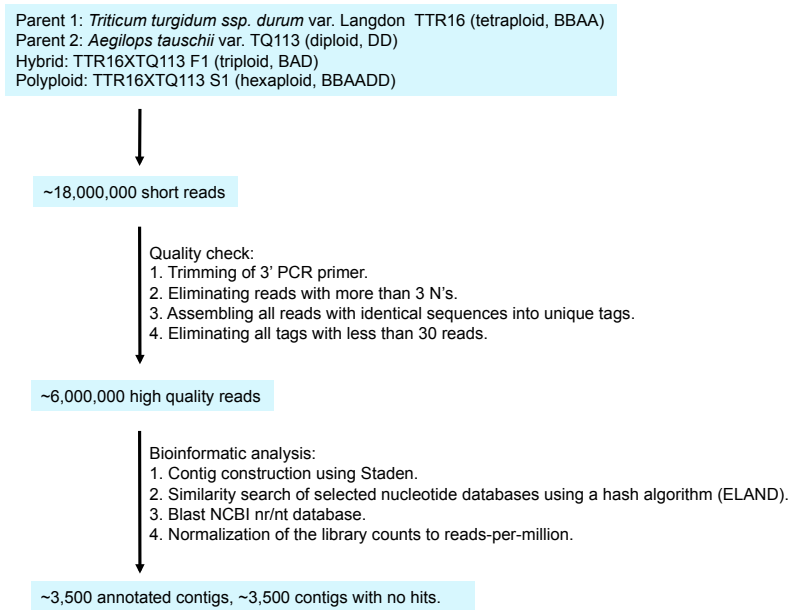 Parent 1: Triticum turgidum ssp. durum var. Langdon  TTR16 (tetraploid, BBAA)
Parent 2: Aegilops tauschii var. TQ113 (diploid, DD)
Hybrid: TTR16XTQ113 F1 (triploid, BAD)
Polyploid: TTR16XTQ113 S1 (hexaploid, BBAADD)
~18,000,000 short reads
Quality check:
1. Trimming of 3’ PCR primer.
2. Eliminating reads with more than 3 N’s.
3. Assembling all reads with identical sequences into unique tags.
4. Eliminating all tags with less than 30 reads.
~6,000,000 high quality reads
Bioinformatic analysis:
1. Contig construction using Staden.
2. Similarity search of selected nucleotide databases using a hash algorithm (ELAND).
3. Blast NCBI nr/nt database.
4. Normalization of the library counts to reads-per-million.
~3,500 annotated contigs, ~3,500 contigs with no hits.